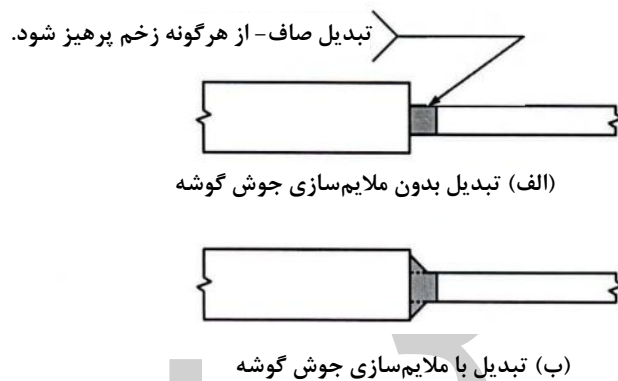 تبدیل صاف- از هرگونه زخم پرهیز شود.
(الف) تبدیل بدون ملایم‌سازی جوش گوشه
(ب) تبدیل با ملایم‌سازی جوش گوشه